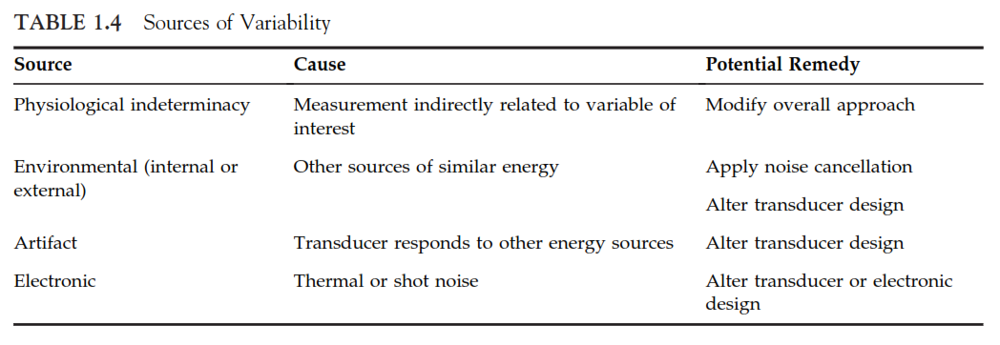 TABLE 1.4 Sources of Variability
Source Cause Potential Remedy
Physiological indeterminacy Measurement indirectly related to variable of Modify overall approach
interest
Environmental (internal or Other sources of similar energy Apply noise cancellation
external)
Alter transducer design
Artifact Transducer responds to other energy sources Alter transducer design
Electronic Thermal or shot noise Alter transducer or electronic
design